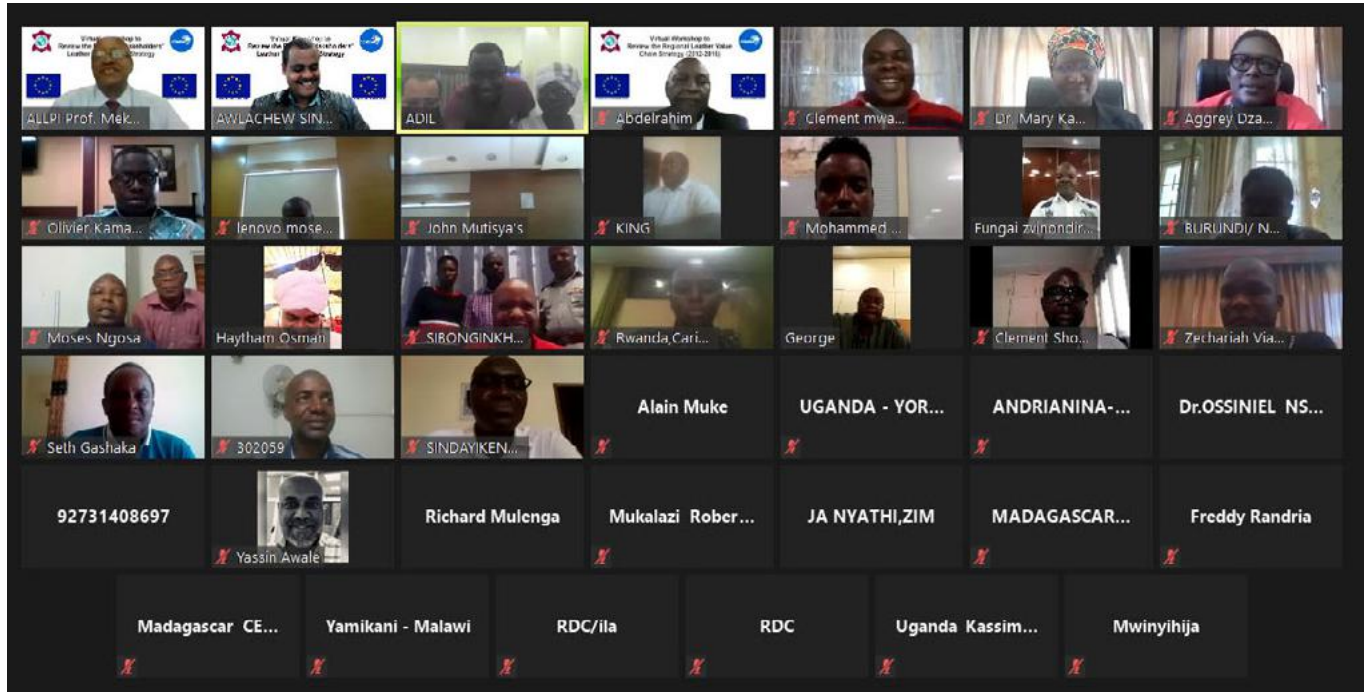 Virtual Workshop to
Review the Regional Leather Value
Chain Strategy
ALLPI Prof. Mek...
AWLACHEW SIN...
ADIL
Abdelrahim
Clement mwa...
Dr. Mary Ka...
Aggrey Dza...
Olivier Kama...
lenovo mose...
John Mutisya's
KING
Mohammed ...
Fungai zvinondir...
BURUNDI/ N...
Moses Ngosa
Haytham Osman
SIBONGINKH...
Rwanda,Cari...
George
Clement Sho...
Zechariah Via...
Seth Gashaka
302059
SINDAYIKEN...
Alain Muke
UGANDA - YOR...
ANDRIANINA-...
Dr.OSSINIEL NS...
92731408697
Yassin Awale
Richard Mulenga
Mukalazi Rober...
JA NYATHI,ZIM
MADAGASCAR...
Freddy Randria
Madagascar CE...
Yamikani - Malawi
RDC/ila
RDC
Uganda Kassim...
Mwinyihija